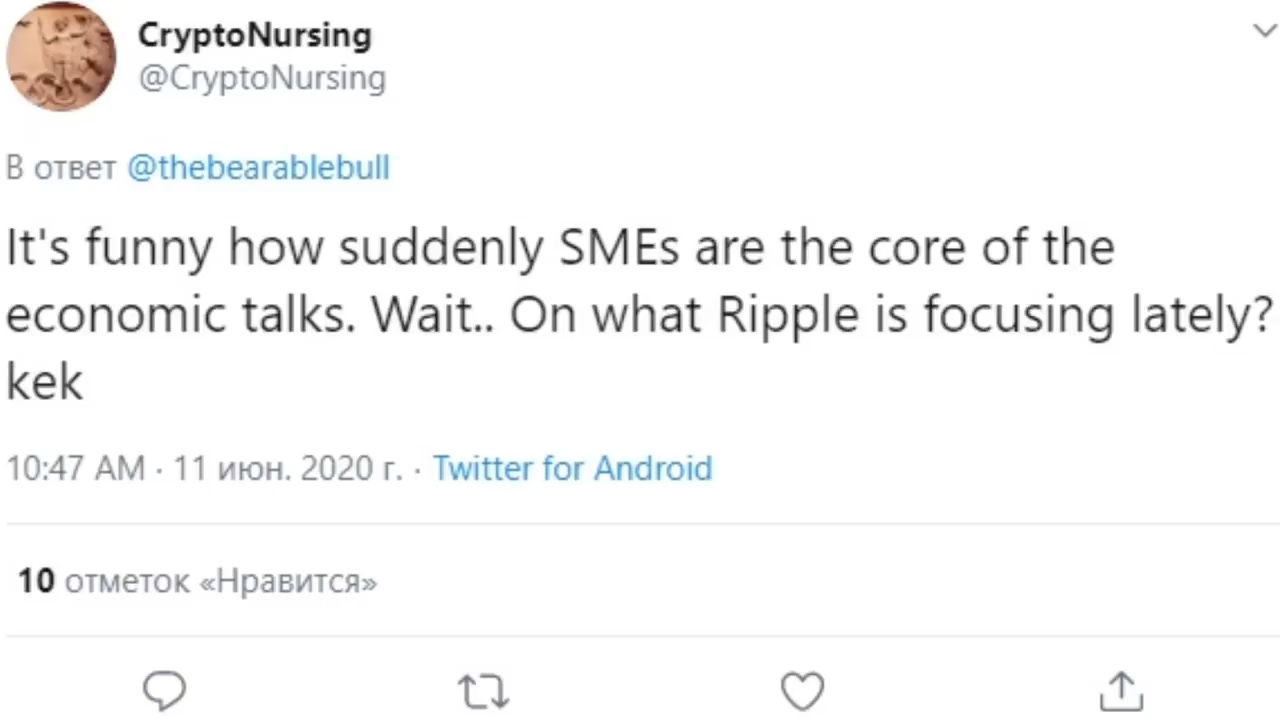 CryptoNursing
@CryptoNursing
В ответ @thebearablebull
It's funny how suddenly SMEs are the core of the
economic talks. Wait.. On what Ripple is focusing lately?
kek
10:47 AM · 11 июн. 2020 г. · Twitter for Android
10 отметок «Нравится»